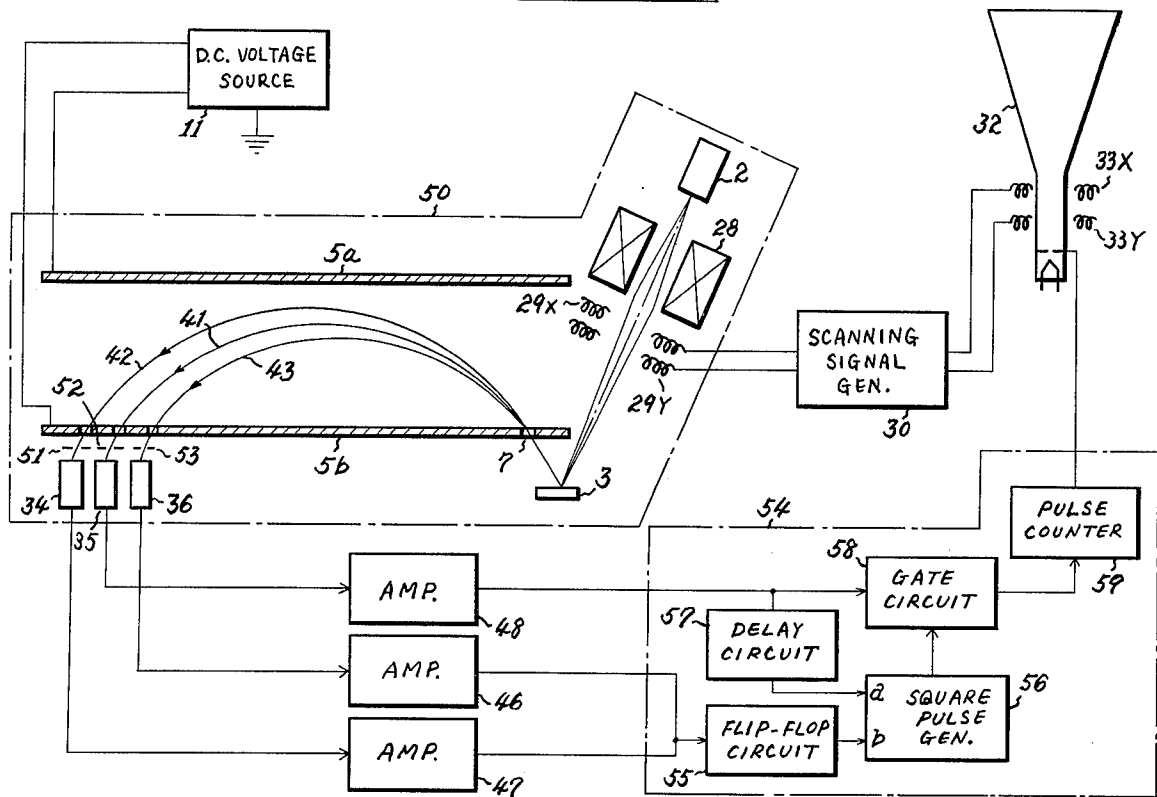 D.C. VOLTAGE
SOURCE
11
50
2
28
5a
29X
29Y
41
42
43
52
51
53
5b
7
3
34
35
36
32
33X
33Y
SCANNING
SIGNAL
GEN.
30
54
PULSE
COUNTER
59
58
GATE
CIRCUIT
AMP.
48
57
DELAY
CIRCUIT
AMP.
46
a
b
SQUARE
PULSE
GEN.
56
FLIP-FLOP
CIRCUIT
55
AMP.
47